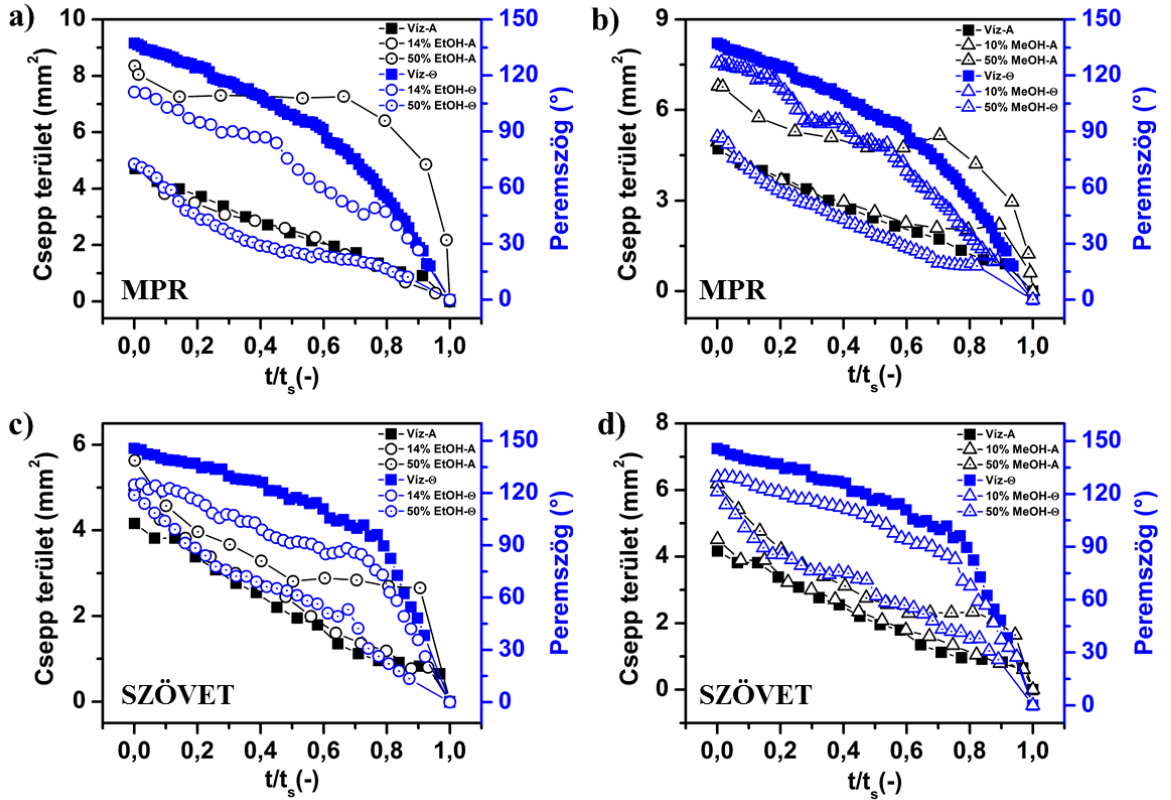 a)
Csepp terület (mm²)
10
8
6
4
2
0
Víz-A
14% EtOH-A
50% EtOH-A
Víz-Θ
14% EtOH-Θ
50% EtOH-Θ
MPR
150
120
90
60
30
0
Peremszög (°)
0,0 0,2 0,4 0,6 0,8 1,0
t/ts(-)
b)
Csepp terület (mm²)
9
6
3
0
Víz-A
10% MeOH-A
50% MeOH-A
Víz-Θ
10% MeOH-Θ
50% MeOH-Θ
MPR
150
120
90
60
30
0
Peremszög (°)
0,0 0,2 0,4 0,6 0,8 1,0
t/ts(-)
c)
Csepp terület (mm²)
6
4
2
0
Víz-A
14% EtOH-A
50% EtOH-A
Víz-Θ
14% EtOH-Θ
50% EtOH-Θ
SZÖVET
150
120
90
60
30
0
Peremszög (°)
0,0 0,2 0,4 0,6 0,8 1,0
t/ts(-)
d)
Csepp terület (mm²)
8
6
4
2
0
Víz-A
10% MeOH-A
50% MeOH-A
Víz-Θ
10% MeOH-Θ
50% MeOH-Θ
SZÖVET
150
120
90
60
30
0
Peremszög (°)
0,0 0,2 0,4 0,6 0,8 1,0
t/ts(-)